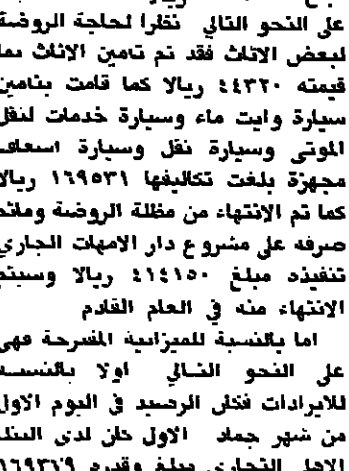 على النحو التالي نظرا لحاجة الروضة
لبعض الاثاث فقد تم تامين الاثاث بما
قيمته ٤٤٣٢٠ ريالا كما قامت بتامين
سيارة وايت ماء وسيارة خدمات لنقل
الموتى وسيارة نقل وسيارة اسعاف
مجهزة بلغت تكاليفها ١٦٩٥٣١ ريالا
كما تم الانتهاء من مظلة الروضة وماتم
صرفه على مشروع دار الامهات الجاري
تنفيذه مبلغ ٤١٤١٥٠ ريالا وسيتم
الانتهاء منه في العام القادم
اما بالنسبة للميزانية المقترحة فهي
على النحو التالي اولا بالنسبة
للايرادات فكان الرصيد في اليوم الاول
من شهر جماد الاول كان لدى البنك
الاهلي التجاري مبلغ وقدره ١٦٩٣٦٩